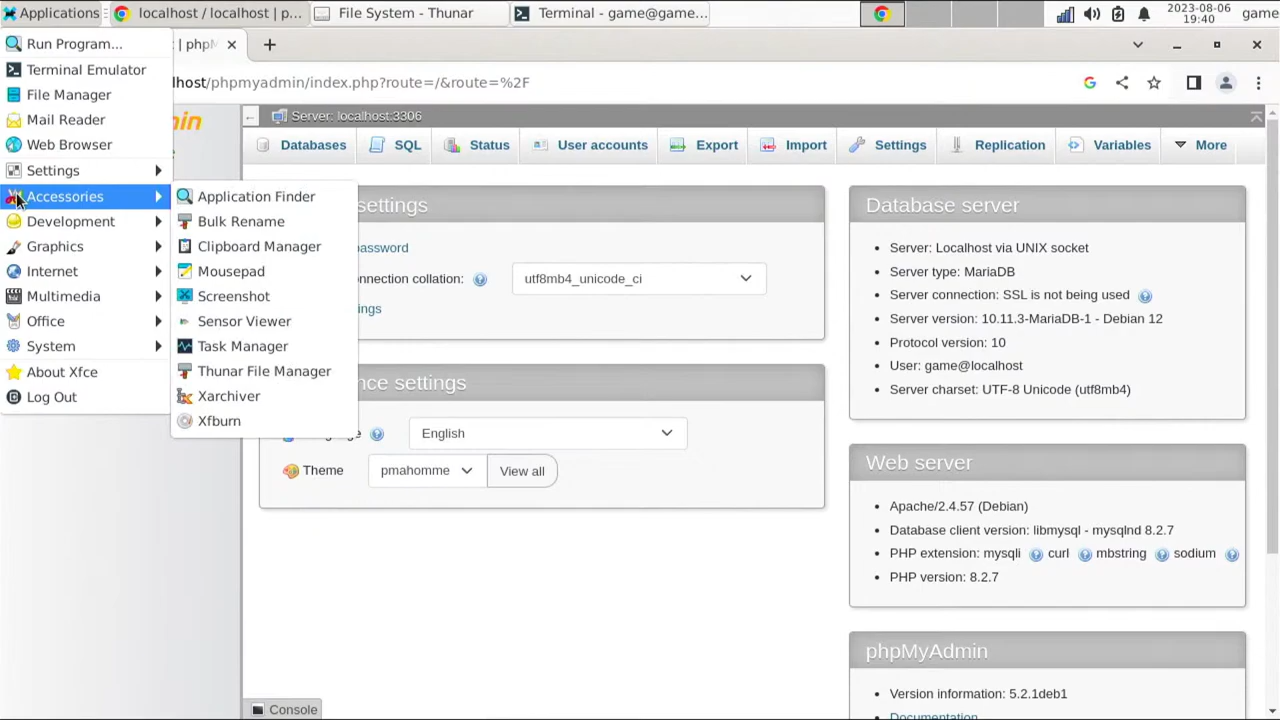 Applications
localhost / localhost | p...
File System - Thunar
Terminal - game@game...
2023-08-06
19:40
game
| phpM
lhost/phpmyadmin/index.php?route=/&route=%2F
Run Program...
Terminal Emulator
File Manager
Mail Reader
Web Browser
Settings
Accessories
Development
Graphics
Internet
Multimedia
Office
System
About Xfce
Log Out
Application Finder
Bulk Rename
Clipboard Manager
Mousepad
Screenshot
Sensor Viewer
Task Manager
Thunar File Manager
Xarchiver
Xfburn
Server: localhost:3306
Databases
SQL
Status
User accounts
Export
Import
Settings
Replication
Variables
More
settings
password
nnection collation:
utf8mb4_unicode_ci
ings
nce settings
English
Theme
pmahomme
View all
Database server
Server: Localhost via UNIX socket
Server type: MariaDB
Server connection: SSL is not being used
Server version: 10.11.3-MariaDB-1 - Debian 12
Protocol version: 10
User: game@localhost
Server charset: UTF-8 Unicode (utf8mb4)
Web server
Apache/2.4.57 (Debian)
Database client version: libmysql - mysqlnd 8.2.7
PHP extension: mysqli curl mbstring sodium
PHP version: 8.2.7
phpMyAdmin
Version information: 5.2.1deb1
Documentation
Console